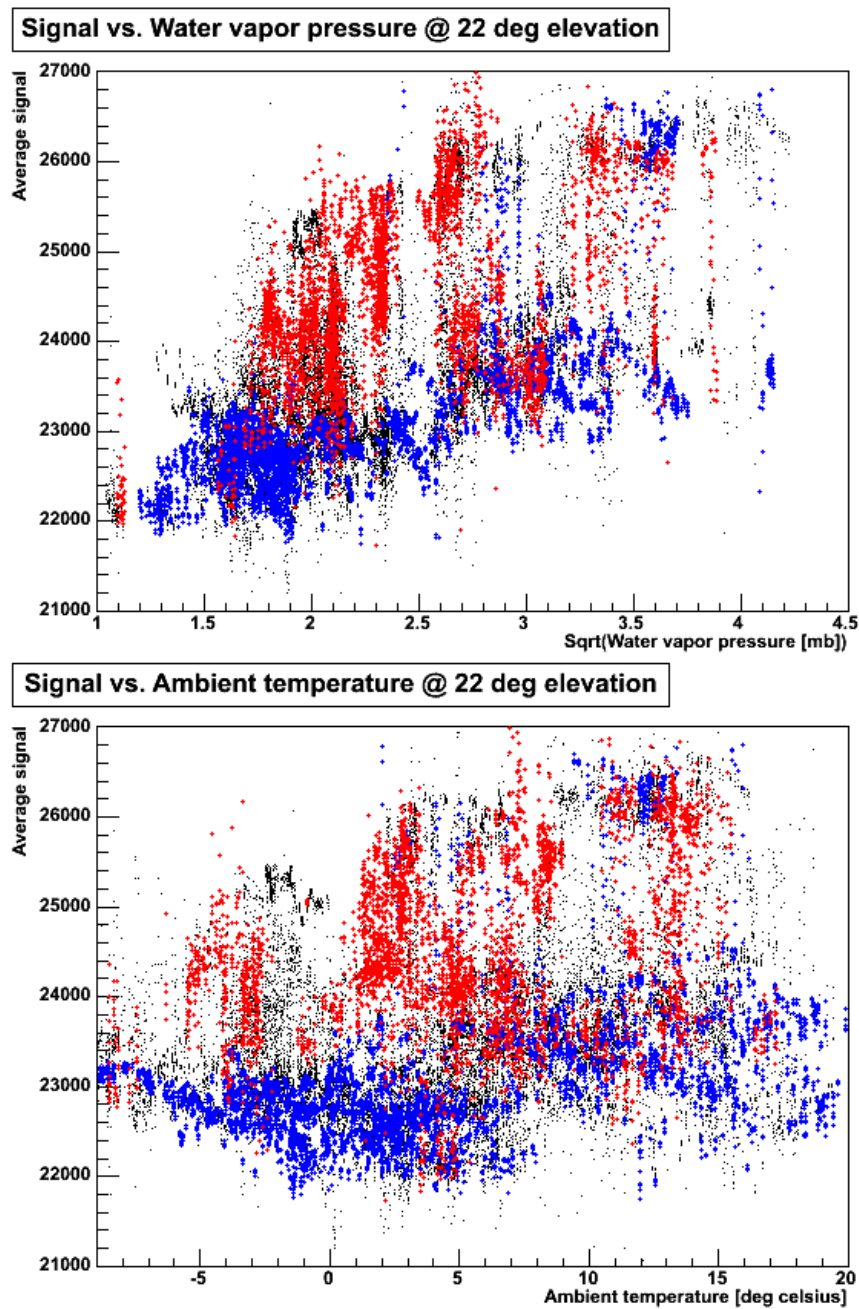 Signal vs. Water vapor pressure @ 22 deg elevation
Average signal
27000
26000
25000
24000
23000
22000
21000
1 1.5 2 2.5 3 3.5 4 4.5
Sqrt(Water vapor pressure [mb])
Signal vs. Ambient temperature @ 22 deg elevation
Average signal
27000
26000
25000
24000
23000
22000
21000
-5 0 5 10 15 20
Ambient temperature [deg celsius]